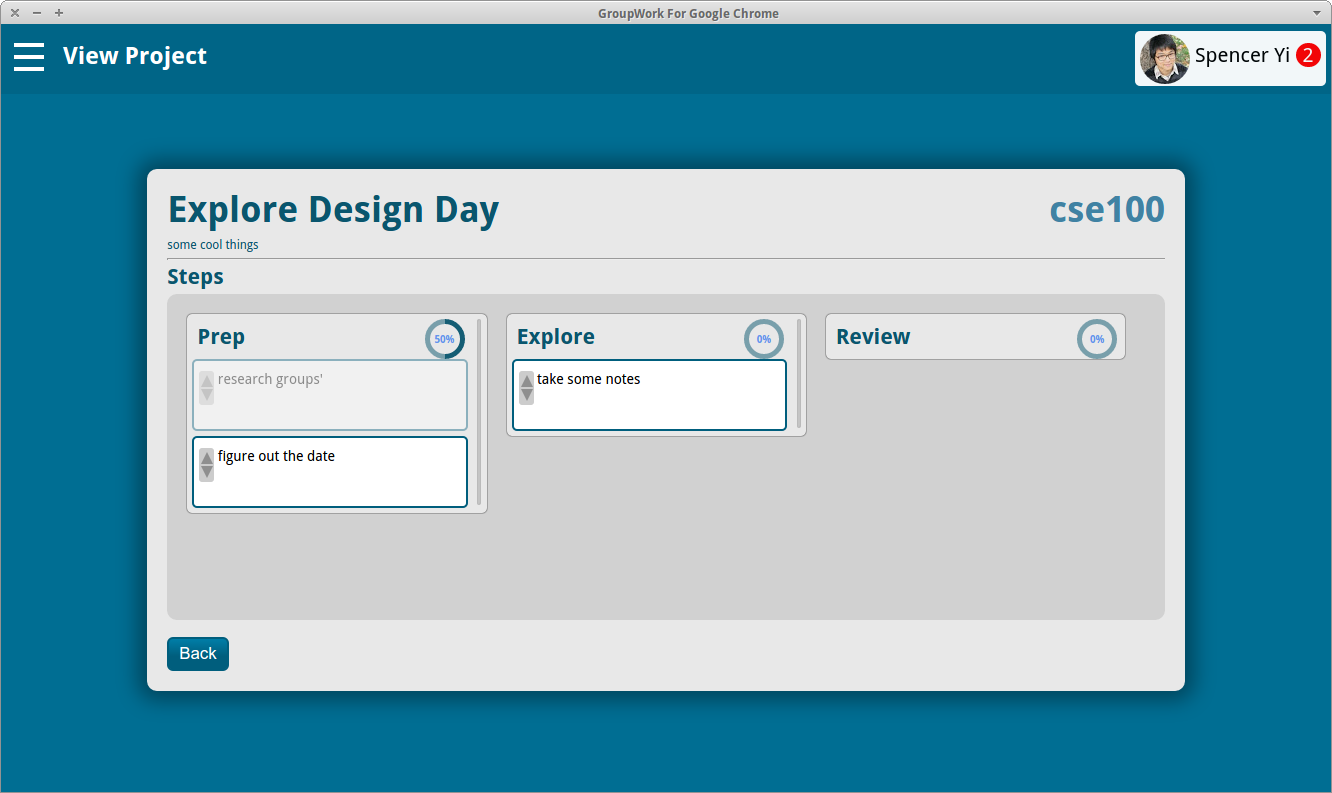 GroupWork For Google Chrome
View Project
Spencer Yi 2
Explore Design Day
cse100
some cool things
Steps
Prep
50%
research groups'
figure out the date
Explore
0%
take some notes
Review
0%
Back